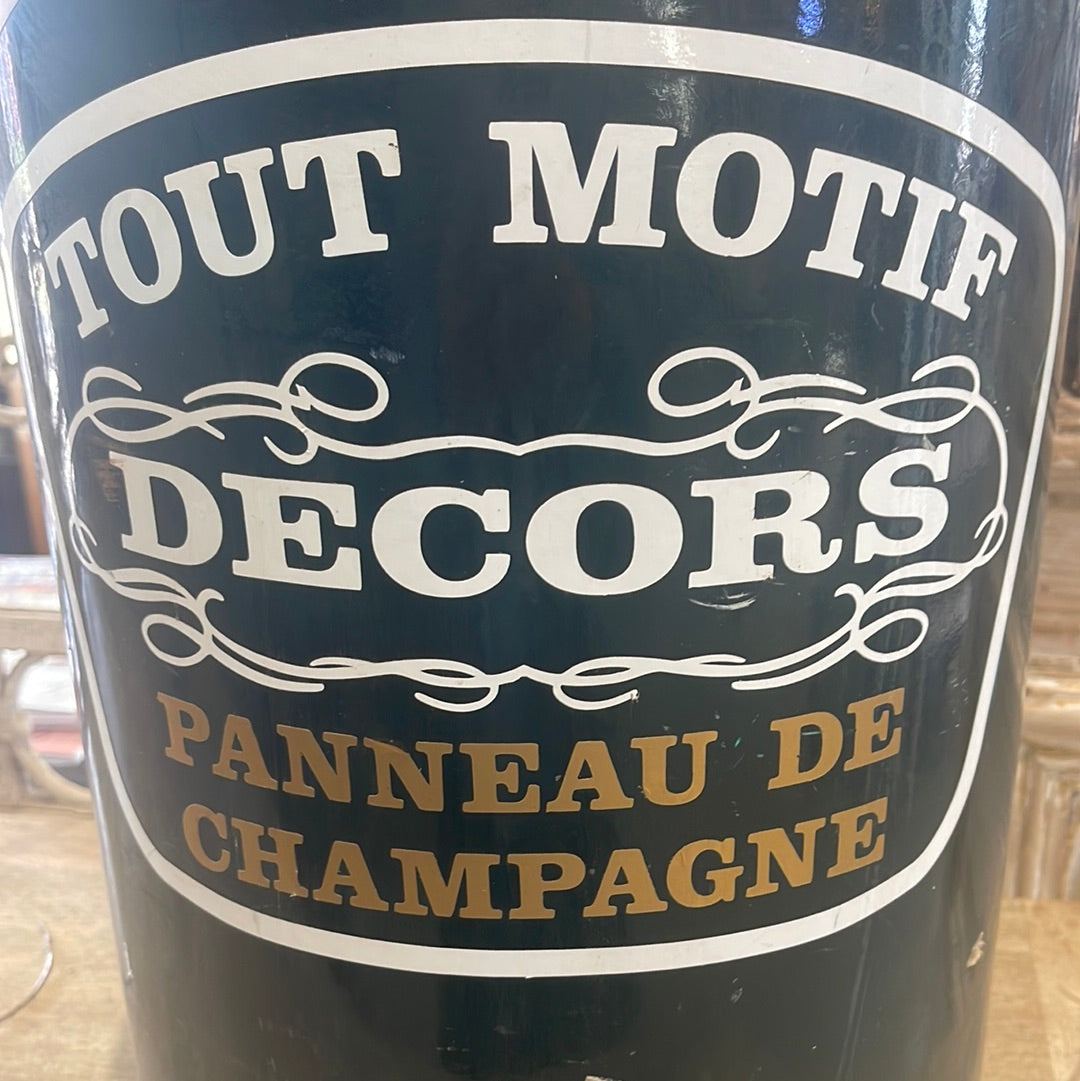 TOUT MOTIF
DECORS
PANNEAU DE
CHAMPAGNE